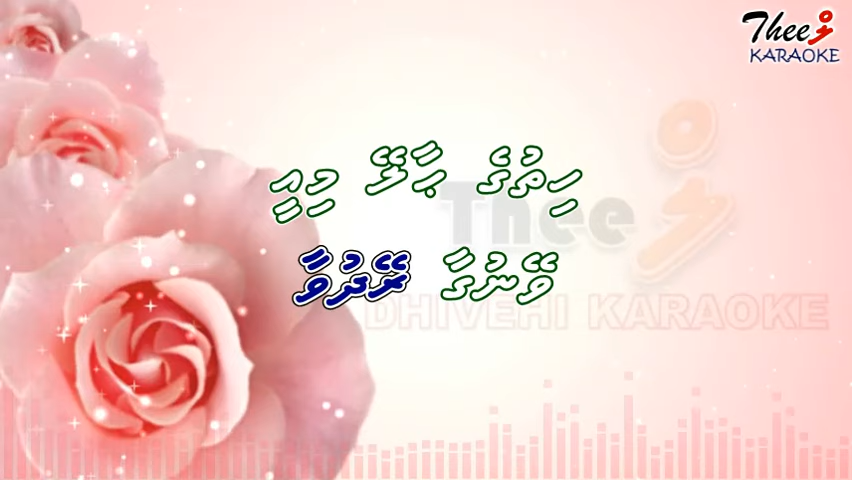 Thee ޅ
KARAOKE
ހިތުގެ ޙާލޭ މިއީ
ވޭނުގާ ރޭދުވާ
Thee ޅ
DHIVEHI KARAOKE